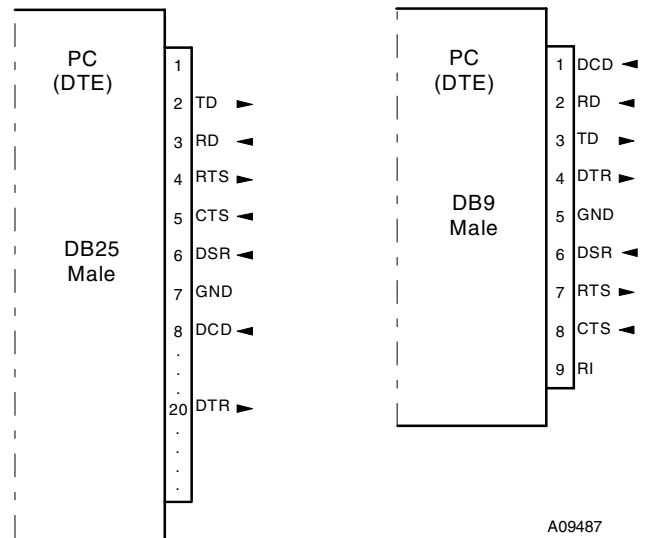 PC
(DTE)
DB25
Male
1
2 TD
3 RD
4 RTS
5 CTS
6 DSR
7 GND
8 DCD
.
.
.
20 DTR
.
.
.
.
PC
(DTE)
DB9
Male
1 DCD
2 RD
3 TD
4 DTR
5 GND
6 DSR
7 RTS
8 CTS
9 RI
A09487